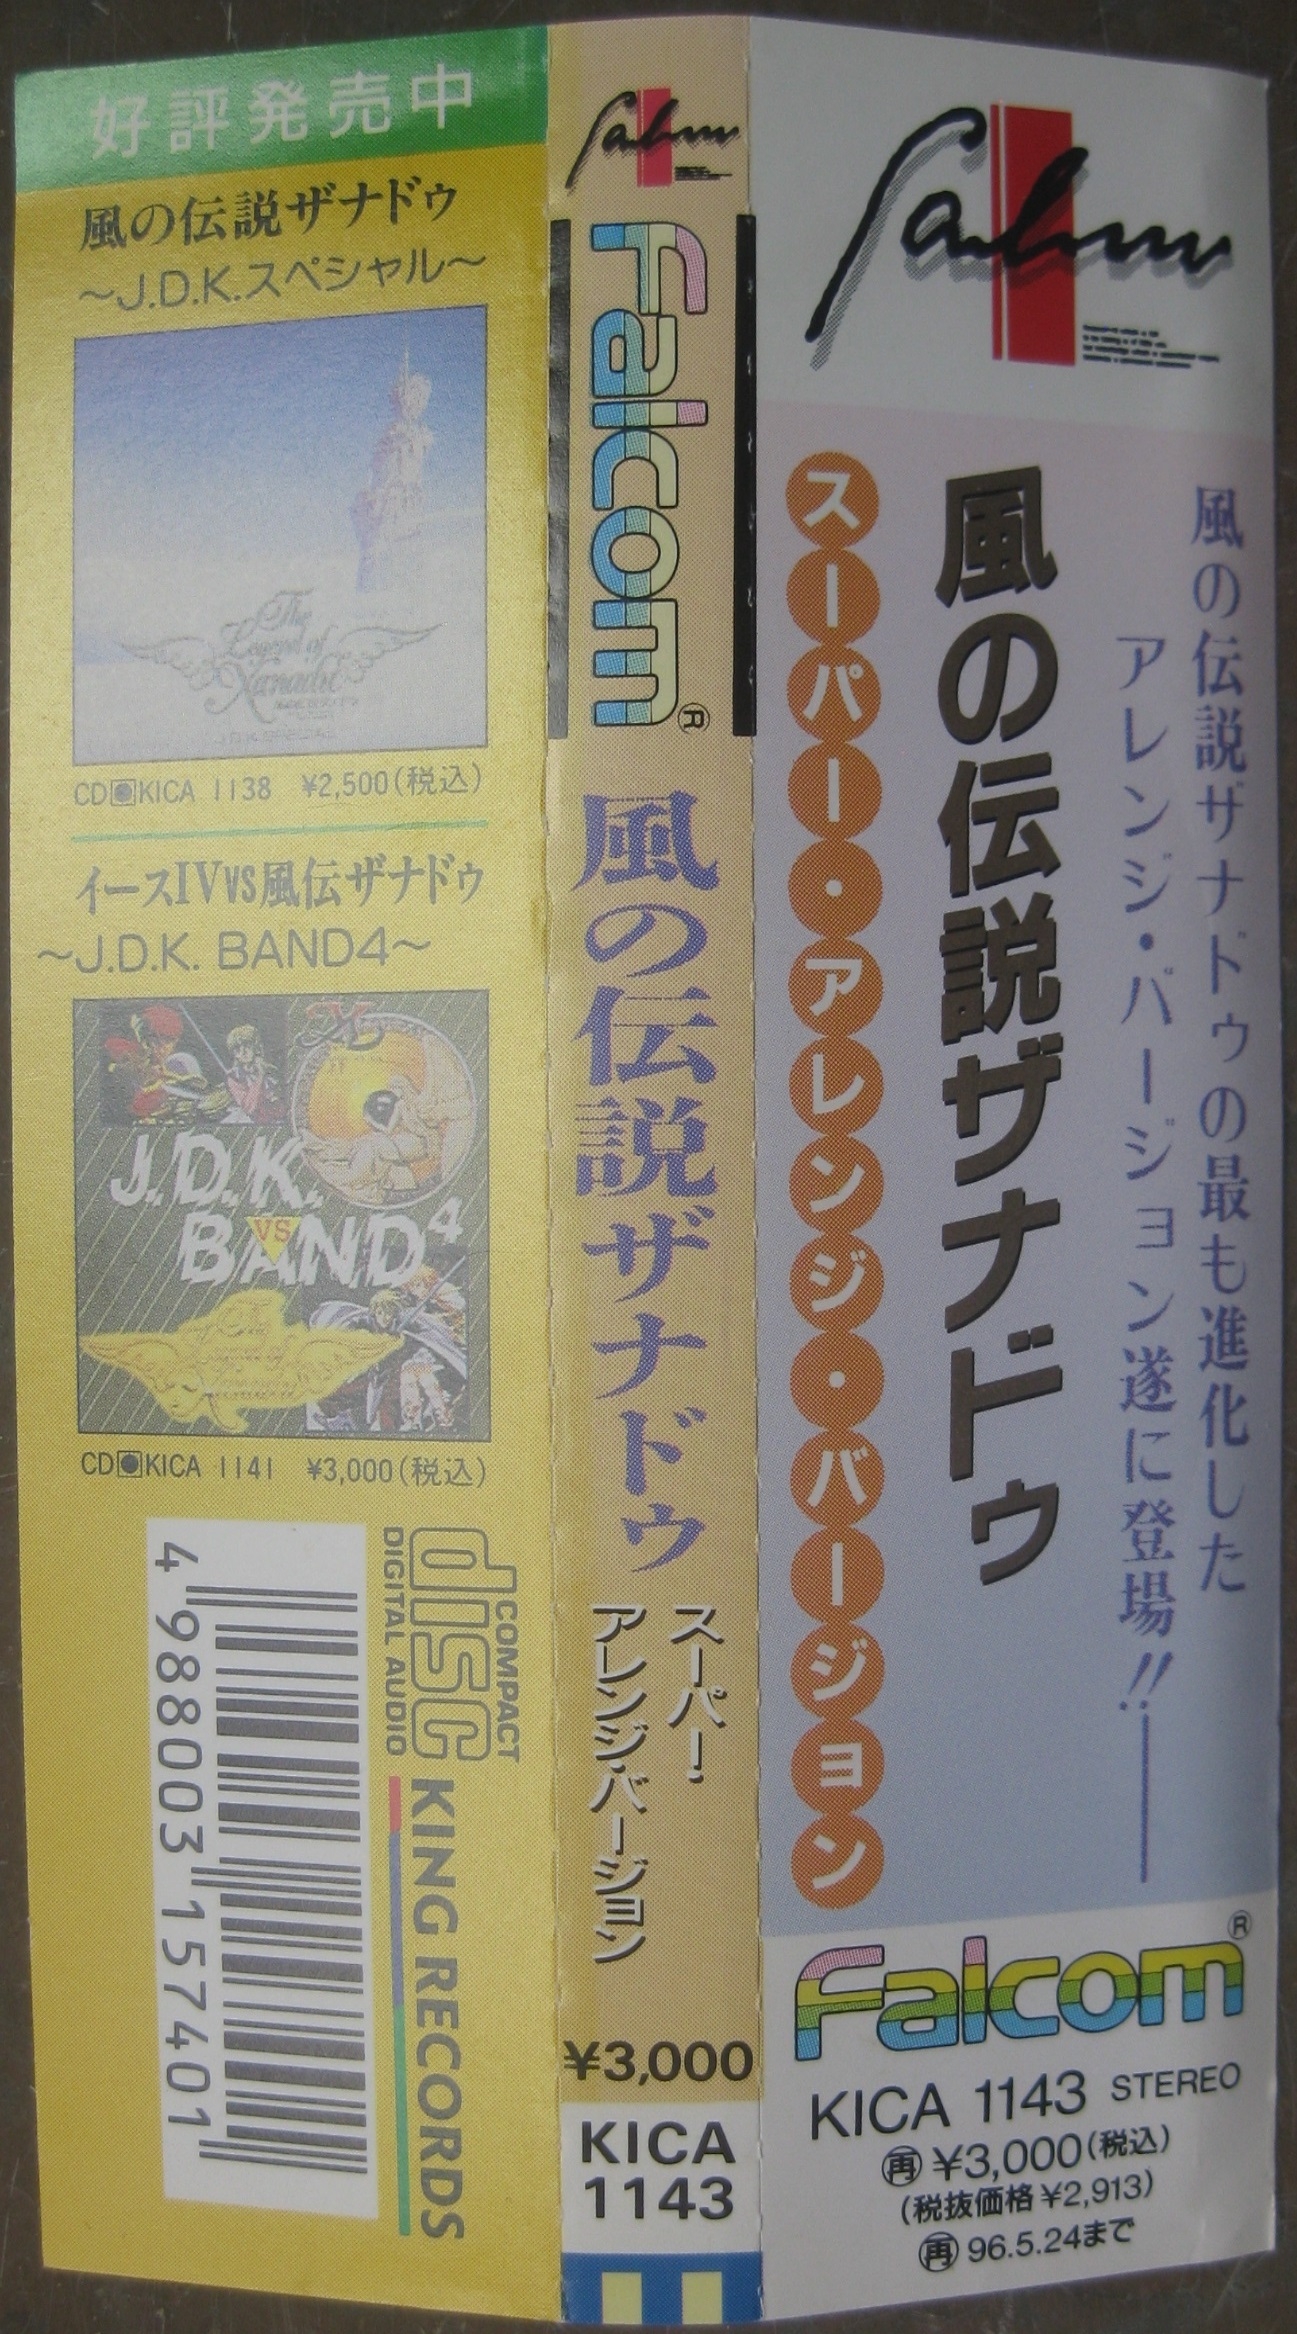 好評発売中
風の伝説ザナドゥ
～J.D.K.スペシャル～
The
Legend of
Xanadu
CD KICA 1138 ¥2,500(税込)
イースIV VS 風伝ザナドゥ
～J.D.K. BAND4～
J.D.K.
VS
BAND4
CD KICA 1141 ¥3,000(税込)
COMPACT
disc
DIGITAL AUDIO
KING RECORDS
4 988003 157401
Falcom®
風の伝説ザナドゥ
スーパー・
アレンジ・バージョン
¥3,000
KICA
1143
風の伝説ザナドゥの最も進化した
アレンジ・バージョン遂に登場!!
風の伝説ザナドゥ
スーパー・アレンジ・バージョン
Falcom®
KICA 1143 STEREO
再 ¥3,000(税込)
(税抜価格¥2,913)
再 96.5.24まで